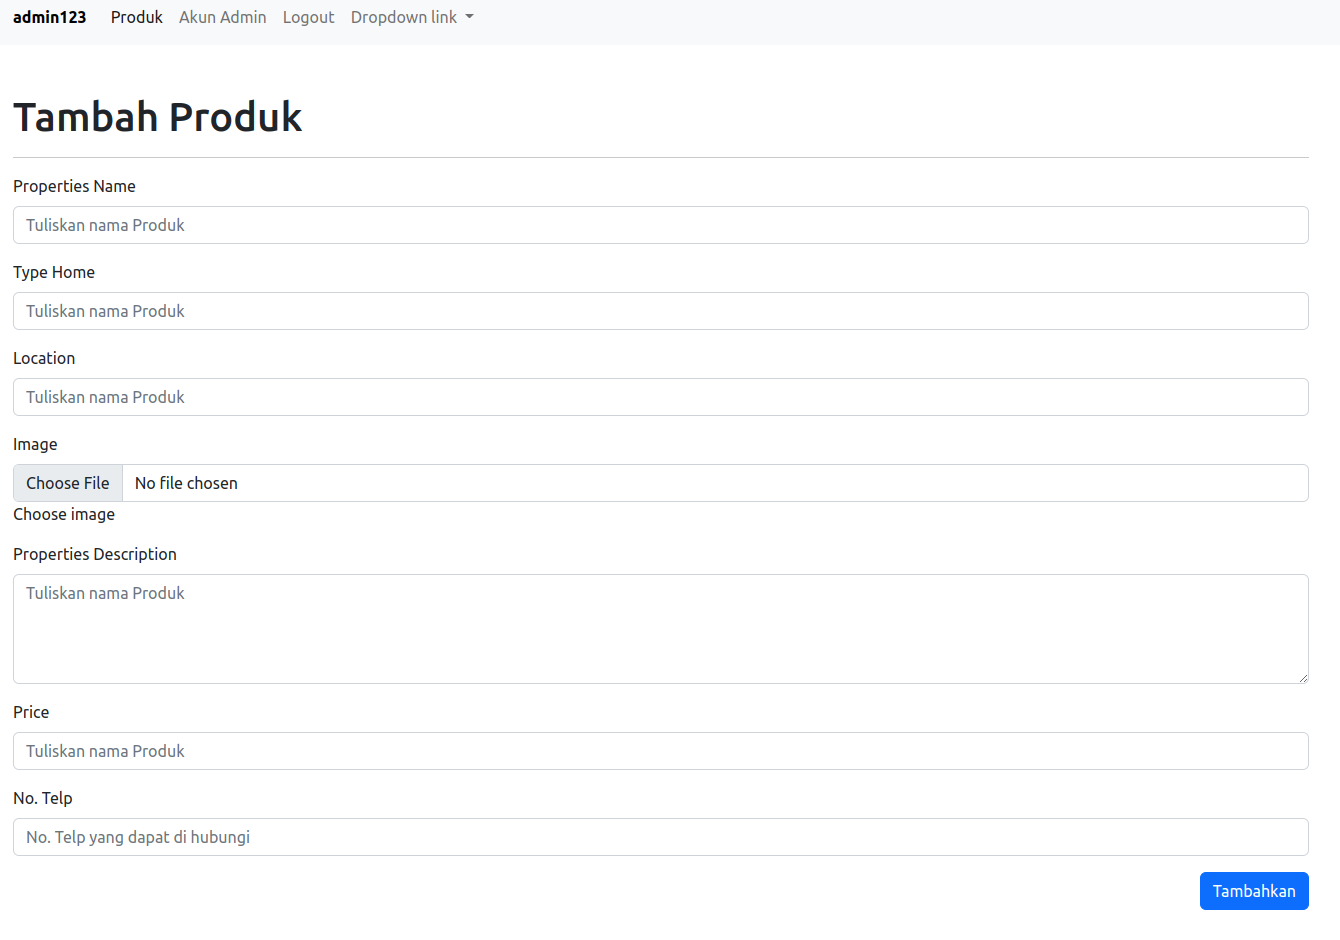 admin123 Produk Akun Admin Logout Dropdown link
Tambah Produk
Properties Name
Tuliskan nama Produk
Type Home
Tuliskan nama Produk
Location
Tuliskan nama Produk
Image
Choose File No file chosen
Choose image
Properties Description
Tuliskan nama Produk
Price
Tuliskan nama Produk
No. Telp
No. Telp yang dapat di hubungi
Tambahkan